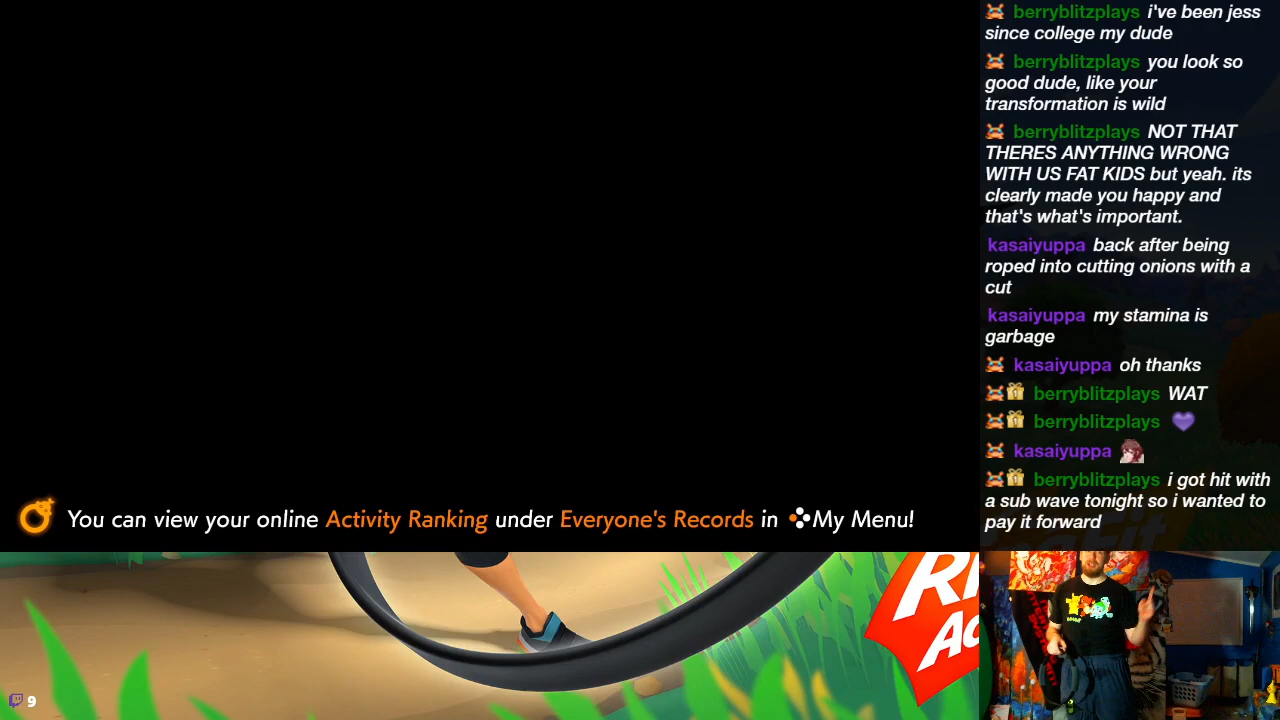 berryblitzplays i've been jess
since college my dude
berryblitzplays you look so
good dude, like your
transformation is wild
berryblitzplays NOT THAT
THERES ANYTHING WRONG
WITH US FAT KIDS but yeah. its
clearly made you happy and
that's what's important.
kasaiyuppa back after being
roped into cutting onions with a
cut
kasaiyuppa my stamina is
garbage
kasaiyuppa oh thanks
berryblitzplays WAT
berryblitzplays
kasaiyuppa
berryblitzplays i got hit with
a sub wave tonight so i wanted to
pay it forward
You can view your online Activity Ranking under Everyone's Records in My Menu!
9